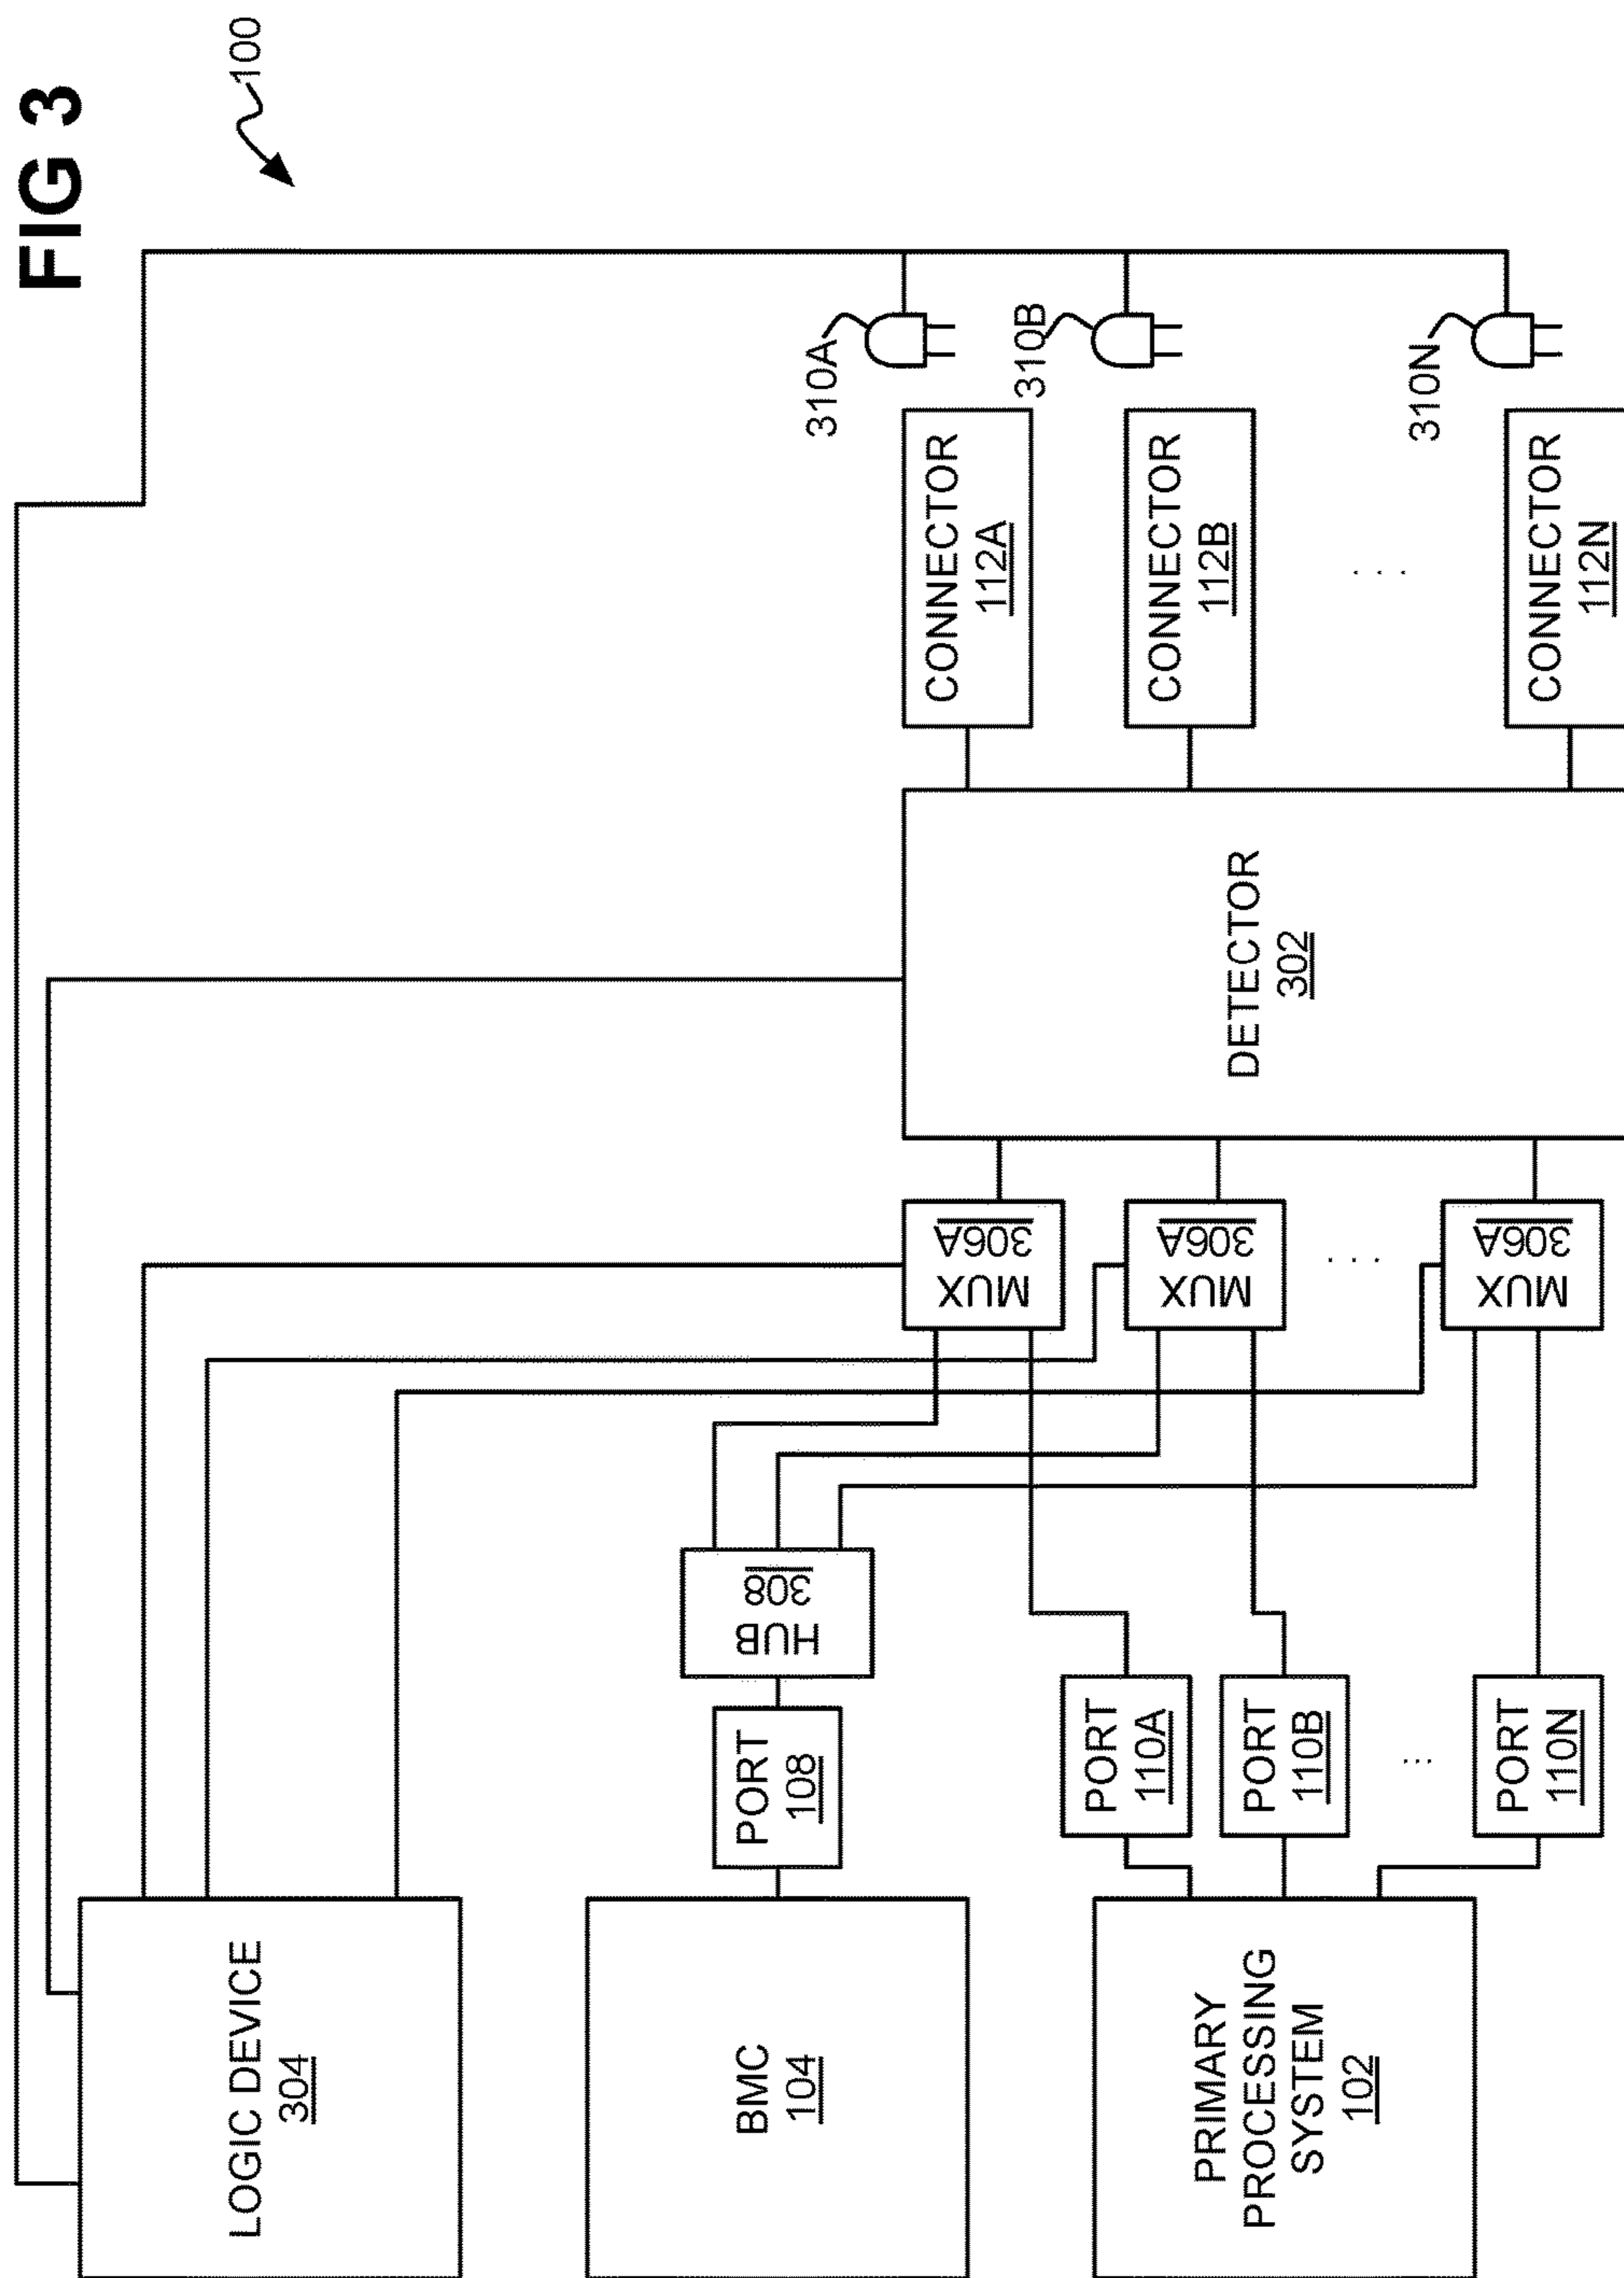 FIG 3
100
LOGIC DEVICE
304
BMC
104
PORT
108
HUB
308
PRIMARY
PROCESSING
SYSTEM
102
PORT
110A
PORT
110B
...
PORT
110N
MUX
306A
MUX
306A
. . .
MUX
306A
DETECTOR
302
CONNECTOR
112A
CONNECTOR
112B
. . .
CONNECTOR
112N
310A
310B
310N